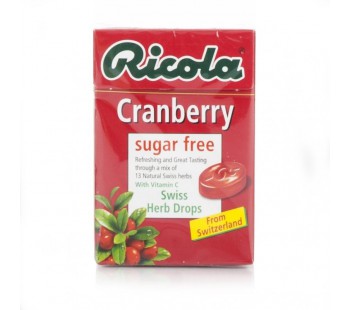 Ricola
Cranberry
sugar free
Refreshing and Great Tasting
through a mix of
13 Natural Swiss herbs
With Vitamin C
Swiss
Herb Drops
From
Switzerland